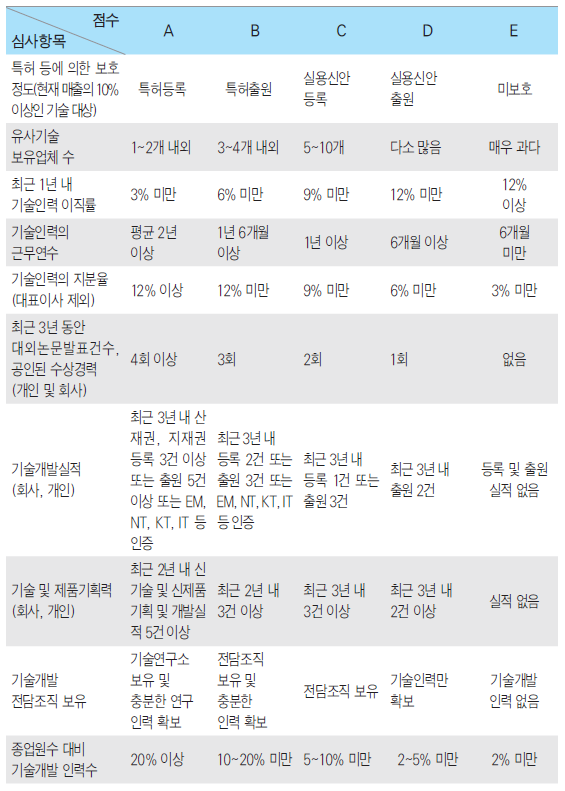 점수
심사항목
A
B
C
D
E
특허 등에 의한 보호
정도(현재 매출의 10%
이상인 기술 대상)
특허등록
특허출원
실용신안
등록
실용신안
출원
미보호
유사기술
보유업체 수
1~2개 내외
3~4개 내외
5~10개
다소 많음
매우 과다
최근 1년 내
기술인력 이직률
3% 미만
6% 미만
9% 미만
12% 미만
12%
이상
기술인력의
근무연수
평균 2년
이상
1년 6개월
이상
1년 이상
6개월 이상
6개월
미만
기술인력의 지분율
(대표이사 제외)
12% 이상
12% 미만
9% 미만
6% 미만
3% 미만
최근 3년 동안
대외논문발표건수,
공인된 수상경력
(개인 및 회사)
4회 이상
3회
2회
1회
없음
기술개발실적
(회사, 개인)
최근 3년 내 산
재권, 지재권
등록 3건 이상
또는 출원 5건
이상 또는 EM,
NT, KT, IT 등
인증
최근 3년 내
등록 2건 또는
출원 3건 또는
EM, NT, KT, IT
등 인증
최근 3년 내
등록 1건 또는
출원 3건
최근 3년 내
출원 2건
등록 및 출원
실적 없음
기술 및 제품기획력
(회사, 개인)
최근 2년 내 신
기술 및 신제품
기획 및 개발실
적 5건 이상
최근 2년 내
3건 이상
최근 3년 내
3건 이상
최근 3년 내
2건 이상
실적 없음
기술개발
전담조직 보유
기술연구소
보유 및
충분한 연구
인력 확보
전담조직
보유 및
충분한
인력 확보
전담조직 보유
기술인력만
확보
기술개발
인력 없음
종업원수 대비
기술개발 인력수
20% 이상
10~20% 미만
5~10% 미만
2~5% 미만
2% 미만